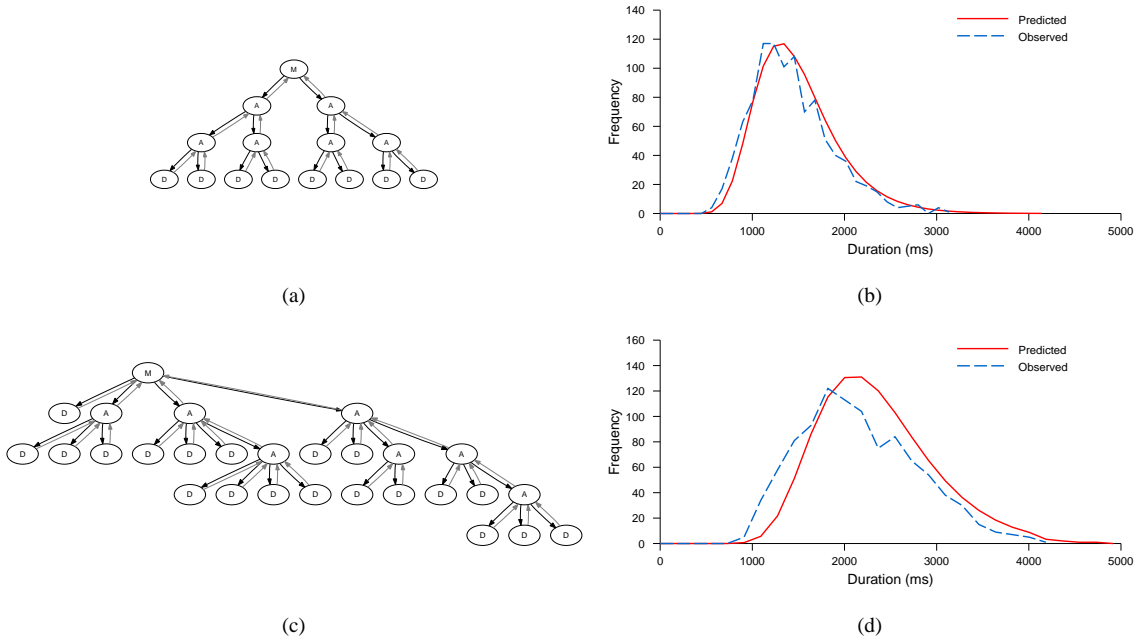 M
A A
A A A A
D D D D D D D D
(a)
140
120
100
80
60
40
20
0
Frequency
Predicted
Observed
0 1000 2000 3000 4000 5000
Duration (ms)
(b)
M
D A A A
D D D D D D A D D A A
D D D D D D D D A
D D D
(c)
160
140
120
100
80
60
40
20
0
Frequency
Predicted
Observed
0 1000 2000 3000 4000 5000
Duration (ms)
(d)